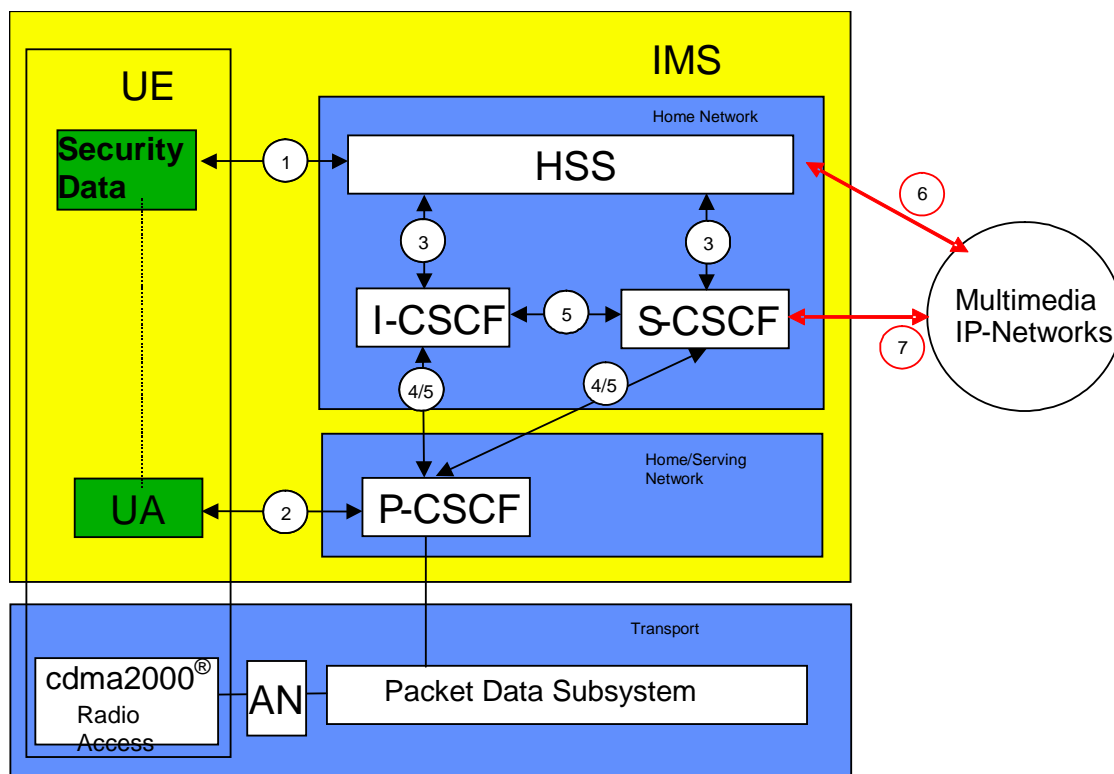 IMS
UE
Home Network
Security
Data
1
HSS
6
3
3
Multimedia
IP-Networks
I-CSCF
5
S-CSCF
7
4/5
4/5
Home/Serving
Network
UA
2
P-CSCF
Transport
cdma2000®
Radio
Access
AN
Packet Data Subsystem